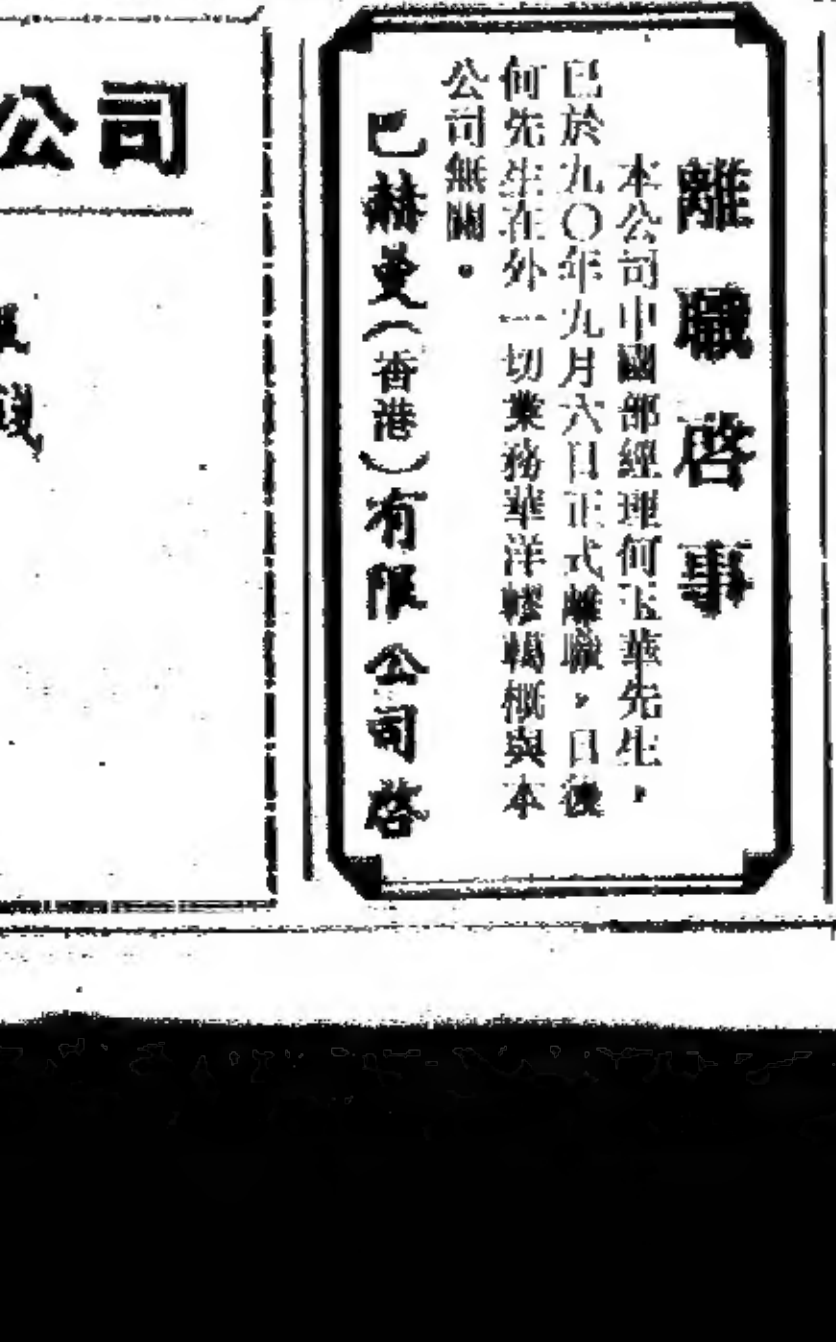 離職啓事
本公司中國部經理何玉華先生，
已於九〇年九月六日正式離職，日後
何先生在外一切業務華洋轇轕概與本
公司無關。
巴赫曼（香港）有限公司啓
公司